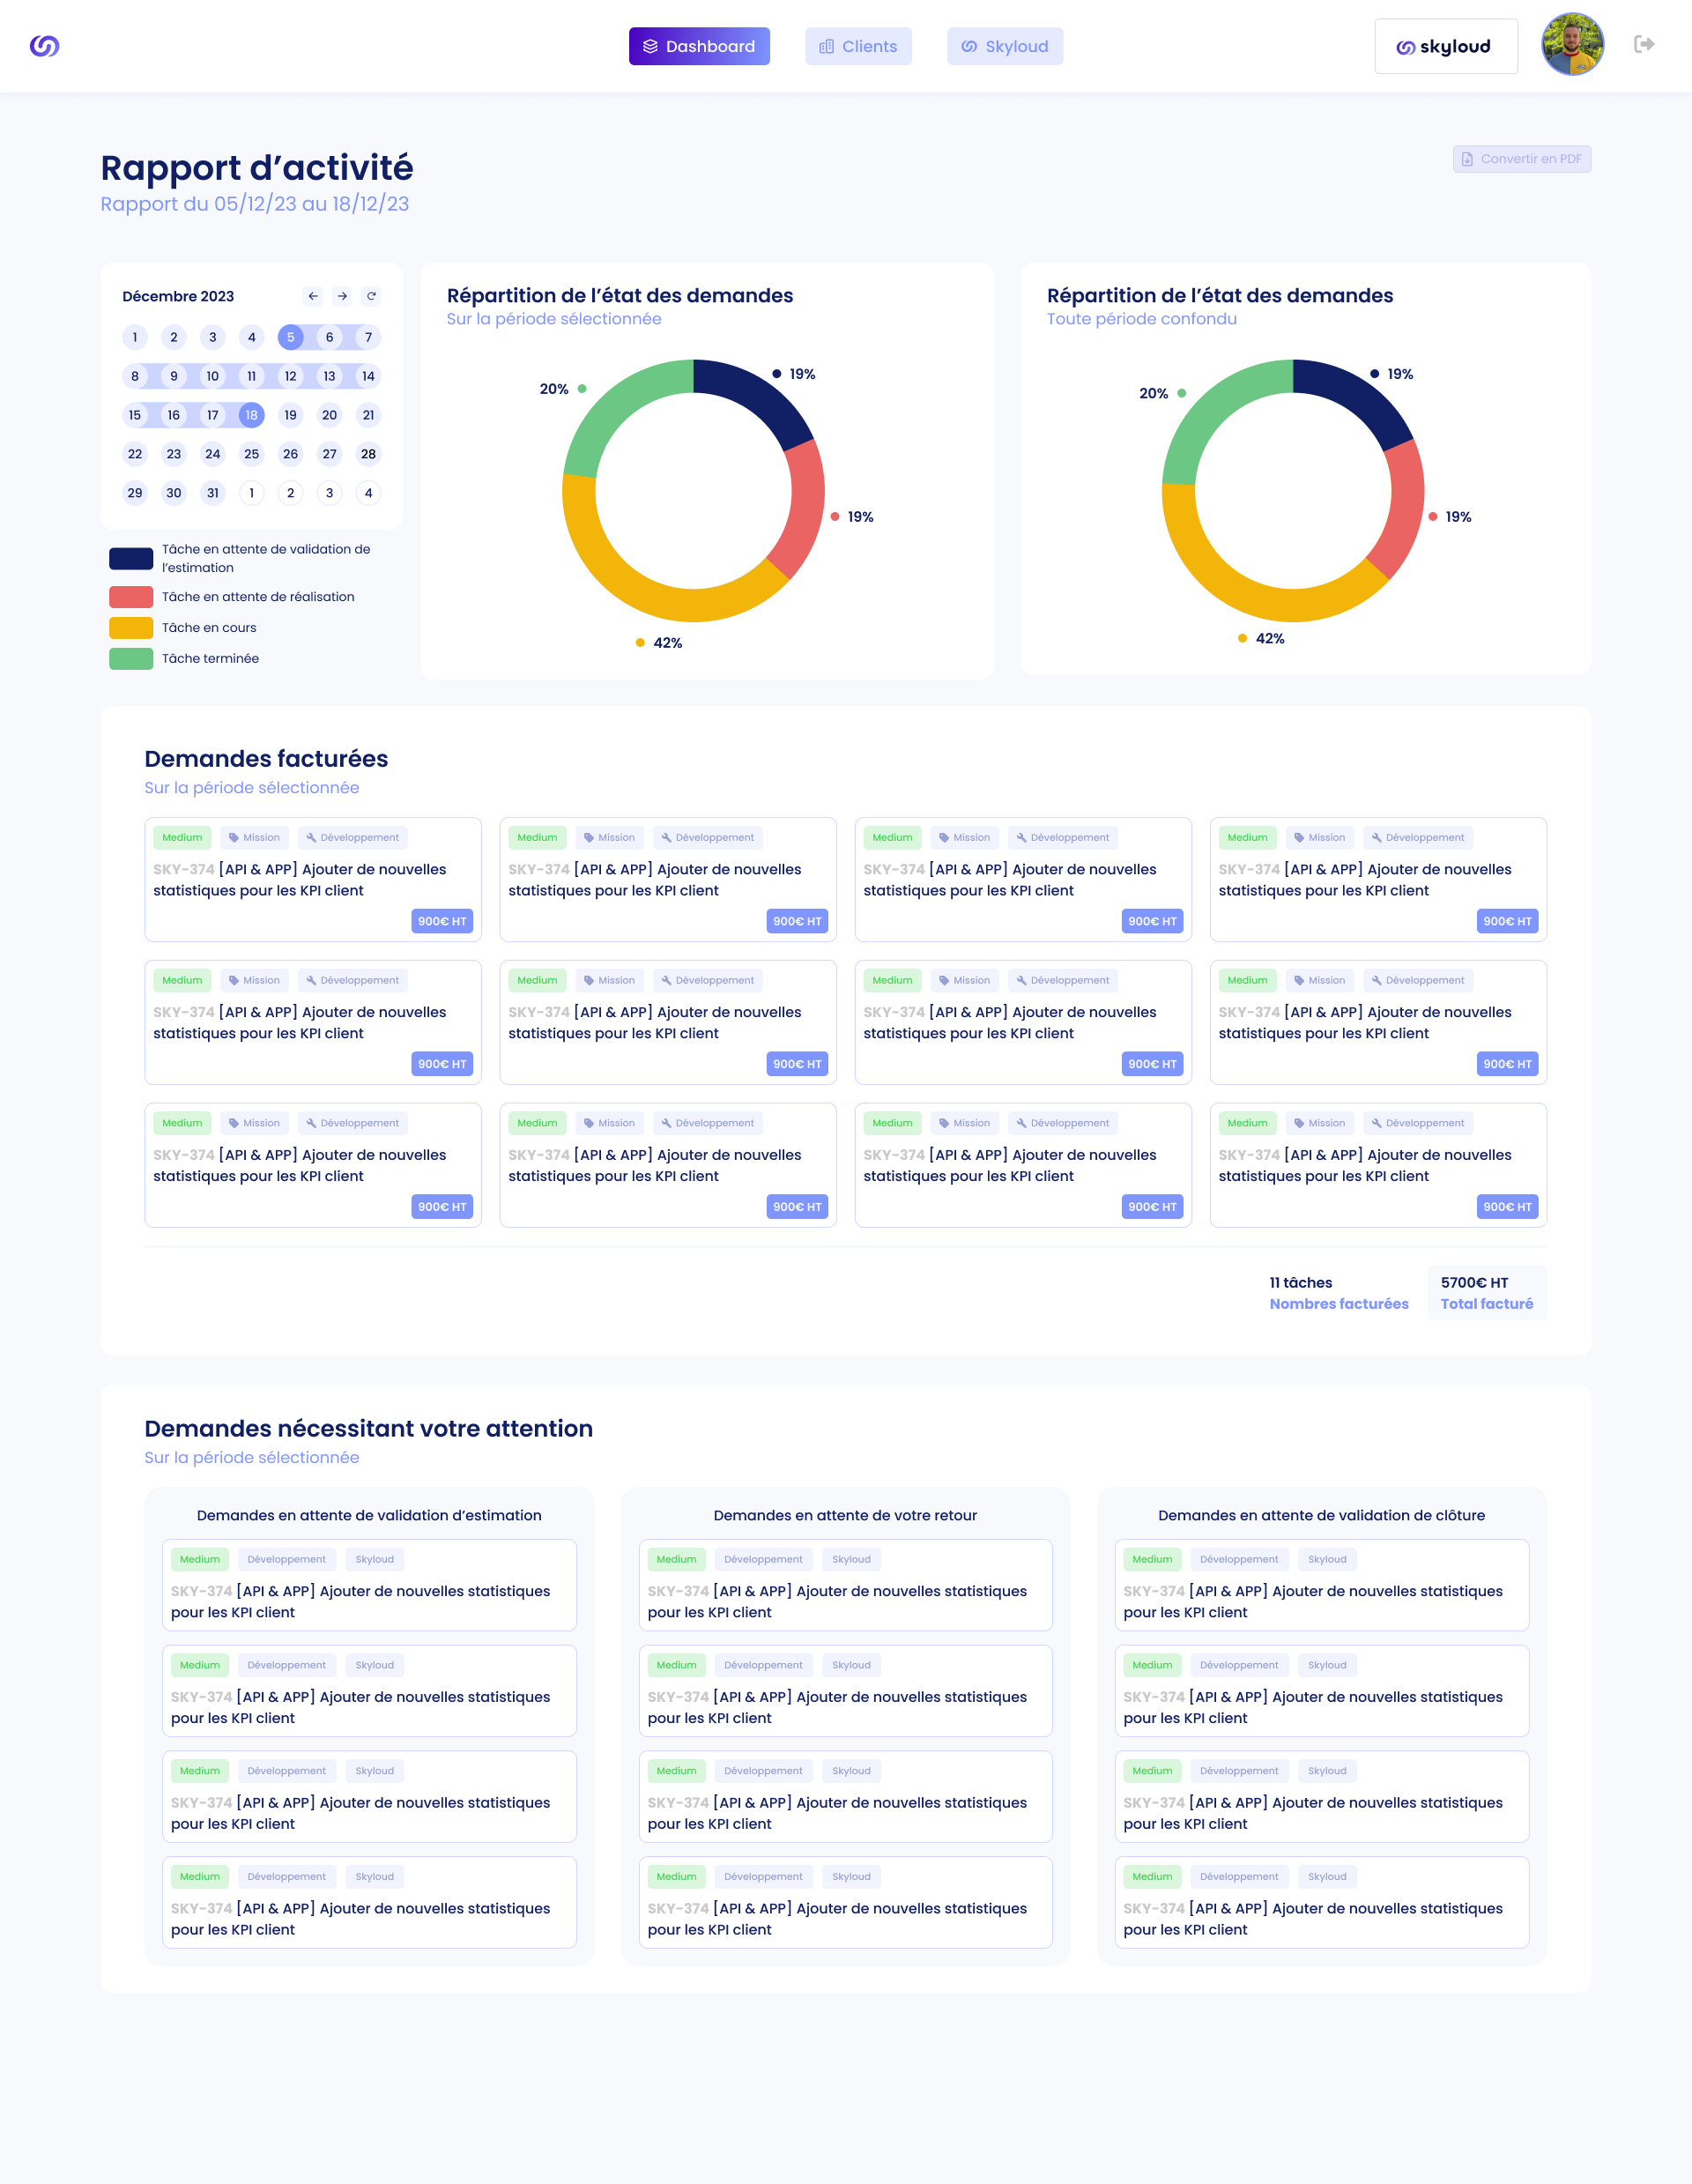 Dashboard
Clients
Skyloud
skyloud
Rapport d’activité
Convertir en PDF
Rapport du 05/12/23 au 18/12/23
Décembre 2023
1 2 3 4 5 6 7
8 9 10 11 12 13 14
15 16 17 18 19 20 21
22 23 24 25 26 27 28
29 30 31 1 2 3 4
Tâche en attente de validation de
l’estimation
Tâche en attente de réalisation
Tâche en cours
Tâche terminée
Répartition de l’état des demandes
Sur la période sélectionnée
19%
20%
19%
42%
Répartition de l’état des demandes
Toute période confondu
19%
20%
19%
42%
Demandes facturées
Sur la période sélectionnée
Medium Mission Développement
SKY-374 [API & APP] Ajouter de nouvelles
statistiques pour les KPI client
900€ HT
Medium Mission Développement
SKY-374 [API & APP] Ajouter de nouvelles
statistiques pour les KPI client
900€ HT
Medium Mission Développement
SKY-374 [API & APP] Ajouter de nouvelles
statistiques pour les KPI client
900€ HT
Medium Mission Développement
SKY-374 [API & APP] Ajouter de nouvelles
statistiques pour les KPI client
900€ HT
Medium Mission Développement
SKY-374 [API & APP] Ajouter de nouvelles
statistiques pour les KPI client
900€ HT
Medium Mission Développement
SKY-374 [API & APP] Ajouter de nouvelles
statistiques pour les KPI client
900€ HT
Medium Mission Développement
SKY-374 [API & APP] Ajouter de nouvelles
statistiques pour les KPI client
900€ HT
Medium Mission Développement
SKY-374 [API & APP] Ajouter de nouvelles
statistiques pour les KPI client
900€ HT
Medium Mission Développement
SKY-374 [API & APP] Ajouter de nouvelles
statistiques pour les KPI client
900€ HT
Medium Mission Développement
SKY-374 [API & APP] Ajouter de nouvelles
statistiques pour les KPI client
900€ HT
Medium Mission Développement
SKY-374 [API & APP] Ajouter de nouvelles
statistiques pour les KPI client
900€ HT
Medium Mission Développement
SKY-374 [API & APP] Ajouter de nouvelles
statistiques pour les KPI client
900€ HT
11 tâches
Nombres facturées
5700€ HT
Total facturé
Demandes nécessitant votre attention
Sur la période sélectionnée
Demandes en attente de validation d’estimation
Medium Développement Skyloud
SKY-374 [API & APP] Ajouter de nouvelles statistiques
pour les KPI client
Medium Développement Skyloud
SKY-374 [API & APP] Ajouter de nouvelles statistiques
pour les KPI client
Medium Développement Skyloud
SKY-374 [API & APP] Ajouter de nouvelles statistiques
pour les KPI client
Medium Développement Skyloud
SKY-374 [API & APP] Ajouter de nouvelles statistiques
pour les KPI client
Demandes en attente de votre retour
Medium Développement Skyloud
SKY-374 [API & APP] Ajouter de nouvelles statistiques
pour les KPI client
Medium Développement Skyloud
SKY-374 [API & APP] Ajouter de nouvelles statistiques
pour les KPI client
Medium Développement Skyloud
SKY-374 [API & APP] Ajouter de nouvelles statistiques
pour les KPI client
Medium Développement Skyloud
SKY-374 [API & APP] Ajouter de nouvelles statistiques
pour les KPI client
Demandes en attente de validation de clôture
Medium Développement Skyloud
SKY-374 [API & APP] Ajouter de nouvelles statistiques
pour les KPI client
Medium Développement Skyloud
SKY-374 [API & APP] Ajouter de nouvelles statistiques
pour les KPI client
Medium Développement Skyloud
SKY-374 [API & APP] Ajouter de nouvelles statistiques
pour les KPI client
Medium Développement Skyloud
SKY-374 [API & APP] Ajouter de nouvelles statistiques
pour les KPI client